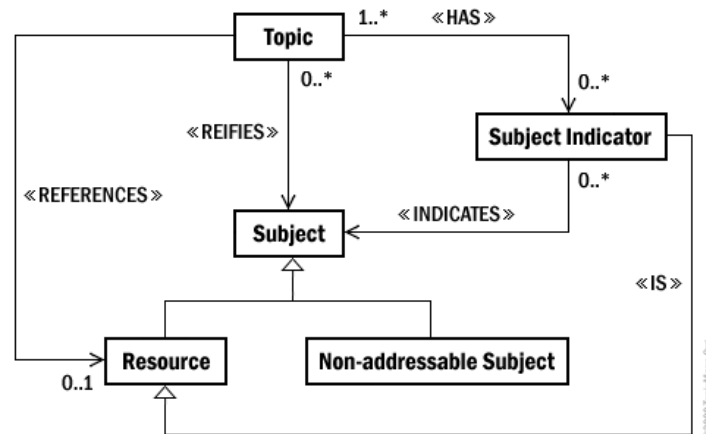 Topic
1..*
«HAS»
0..*
0..*
«REIFIES»
Subject Indicator
0..*
«REFERENCES»
«INDICATES»
Subject
«IS»
Resource
Non-addressable Subject
0..1